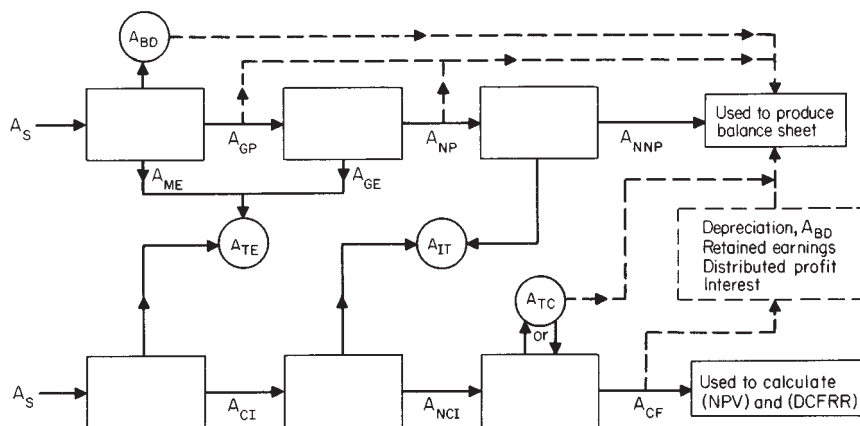 A_BD
A_S
A_GP
A_NP
A_NNP
Used to produce
balance sheet
A_ME
A_GE
A_TE
A_IT
Depreciation, A_BD
Retained earnings
Distributed profit
Interest
A_TC
or
A_S
A_CI
A_NCI
A_CF
Used to calculate
(NPV) and (DCFRR)